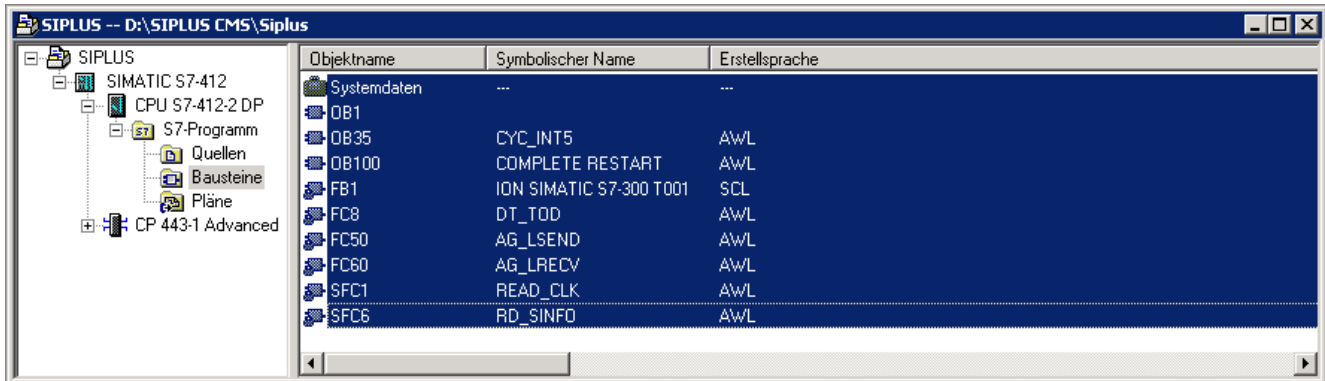 SIPLUS -- D:\SIPLUS CMS\Siplus
SIPLUS
SIMATIC S7-412
CPU S7-412-2 DP
S7-Programm
Quellen
Bausteine
Pläne
CP 443-1 Advanced
Objektname Symbolischer Name Erstellsprache
Systemdaten --- ---
OB1
OB35 CYC_INT5 AWL
OB100 COMPLETE RESTART AWL
FB1 ION SIMATIC S7-300 T001 SCL
FC8 DT_TOD AWL
FC50 AG_LSEND AWL
FC60 AG_LRECV AWL
SFC1 READ_CLK AWL
SFC6 RD_SINFO AWL